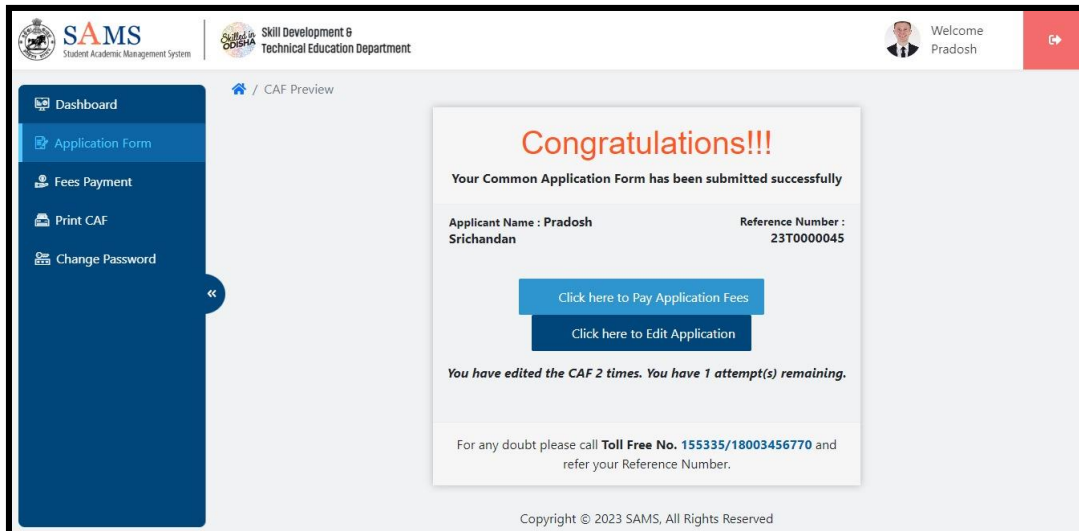 SAMS
Student Academic Management System
Skilled in
ODISHA
Skill Development &
Technical Education Department
Welcome
Pradosh
Dashboard
Application Form
Fees Payment
Print CAF
Change Password
«
/ CAF Preview
Congratulations!!!
Your Common Application Form has been submitted successfully
Applicant Name : Pradosh
Srichandan
Reference Number :
23T0000045
Click here to Pay Application Fees
Click here to Edit Application
You have edited the CAF 2 times. You have 1 attempt(s) remaining.
For any doubt please call Toll Free No. 155335/18003456770 and
refer your Reference Number.
Copyright © 2023 SAMS, All Rights Reserved